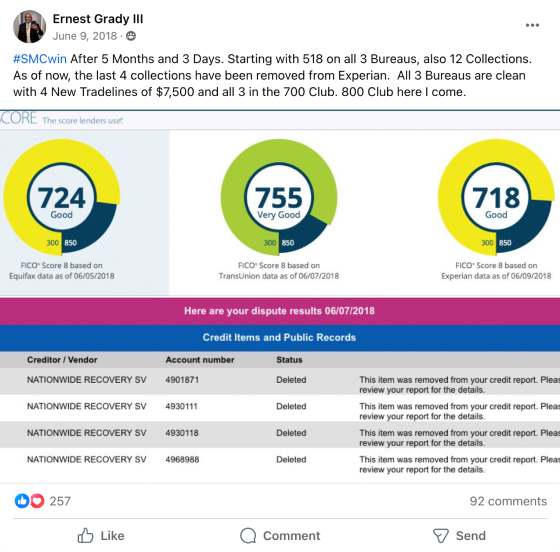 Ernest Grady III
June 9, 2018 ·
#SMCwin After 5 Months and 3 Days. Starting with 518 on all 3 Bureaus, also 12 Collections.
As of now, the last 4 collections have been removed from Experian. All 3 Bureaus are clean
with 4 New Tradelines of $7,500 and all 3 in the 700 Club. 800 Club here I come.
CORE The score lenders use
724
Good
300 850
FICO® Score 8 based on
Equifax data as of 06/05/2018
755
Very Good
300 850
FICO® Score 8 based on
TransUnion data as of 06/07/2018
718
Good
300 850
FICO® Score 8 based on
Experian data as of 06/09/2018
Here are your dispute results 06/07/2018
Credit Items and Public Records
Creditor / Vendor Account number Status
NATIONWIDE RECOVERY SV 4901871 Deleted This item was removed from your credit report. Pleas
review your report for the details.
NATIONWIDE RECOVERY SV 4930111 Deleted This item was removed from your credit report. Pleas
review your report for the details.
NATIONWIDE RECOVERY SV 4930118 Deleted This item was removed from your credit report. Pleas
review your report for the details.
NATIONWIDE RECOVERY SV 4968988 Deleted This item was removed from your credit report. Pleas
review your report for the details.
257 92 comments
Like Comment Send